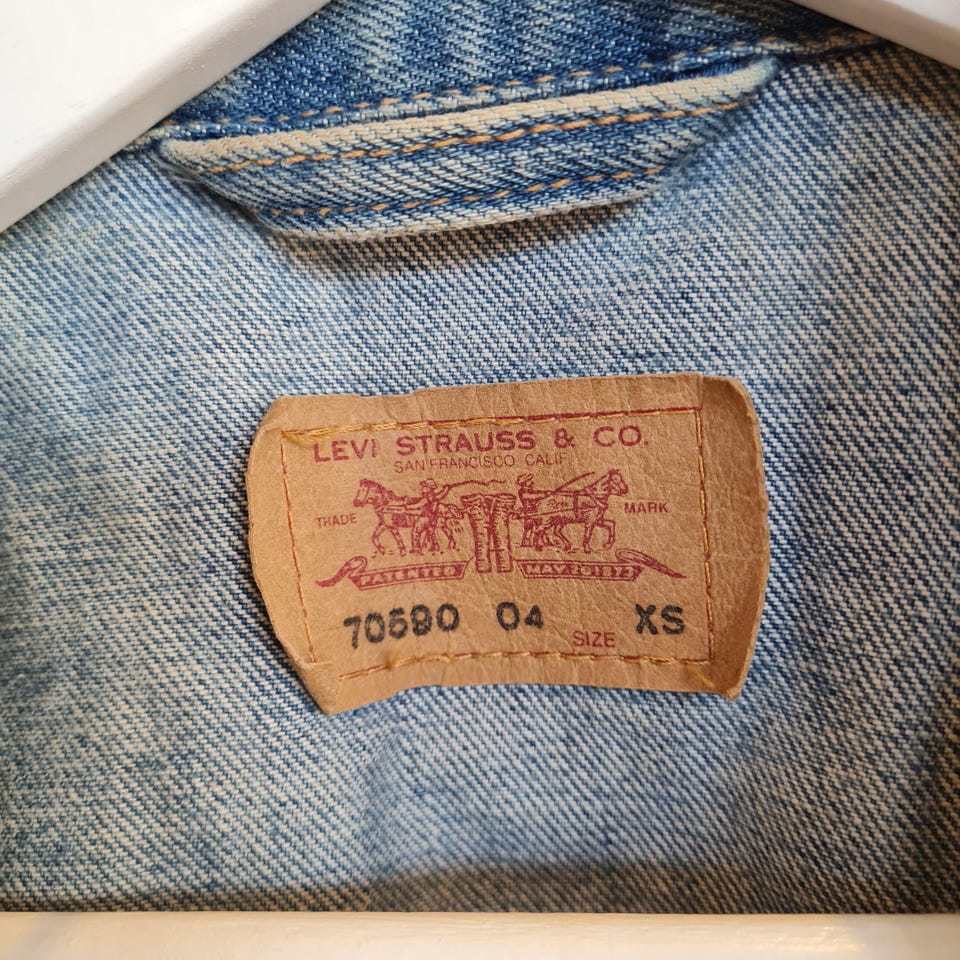 LEVI STRAUSS & CO.
SAN FRANCISCO CALIF
TRADE MARK
PATENTED MAY 20 1873
70590 04 SIZE XS